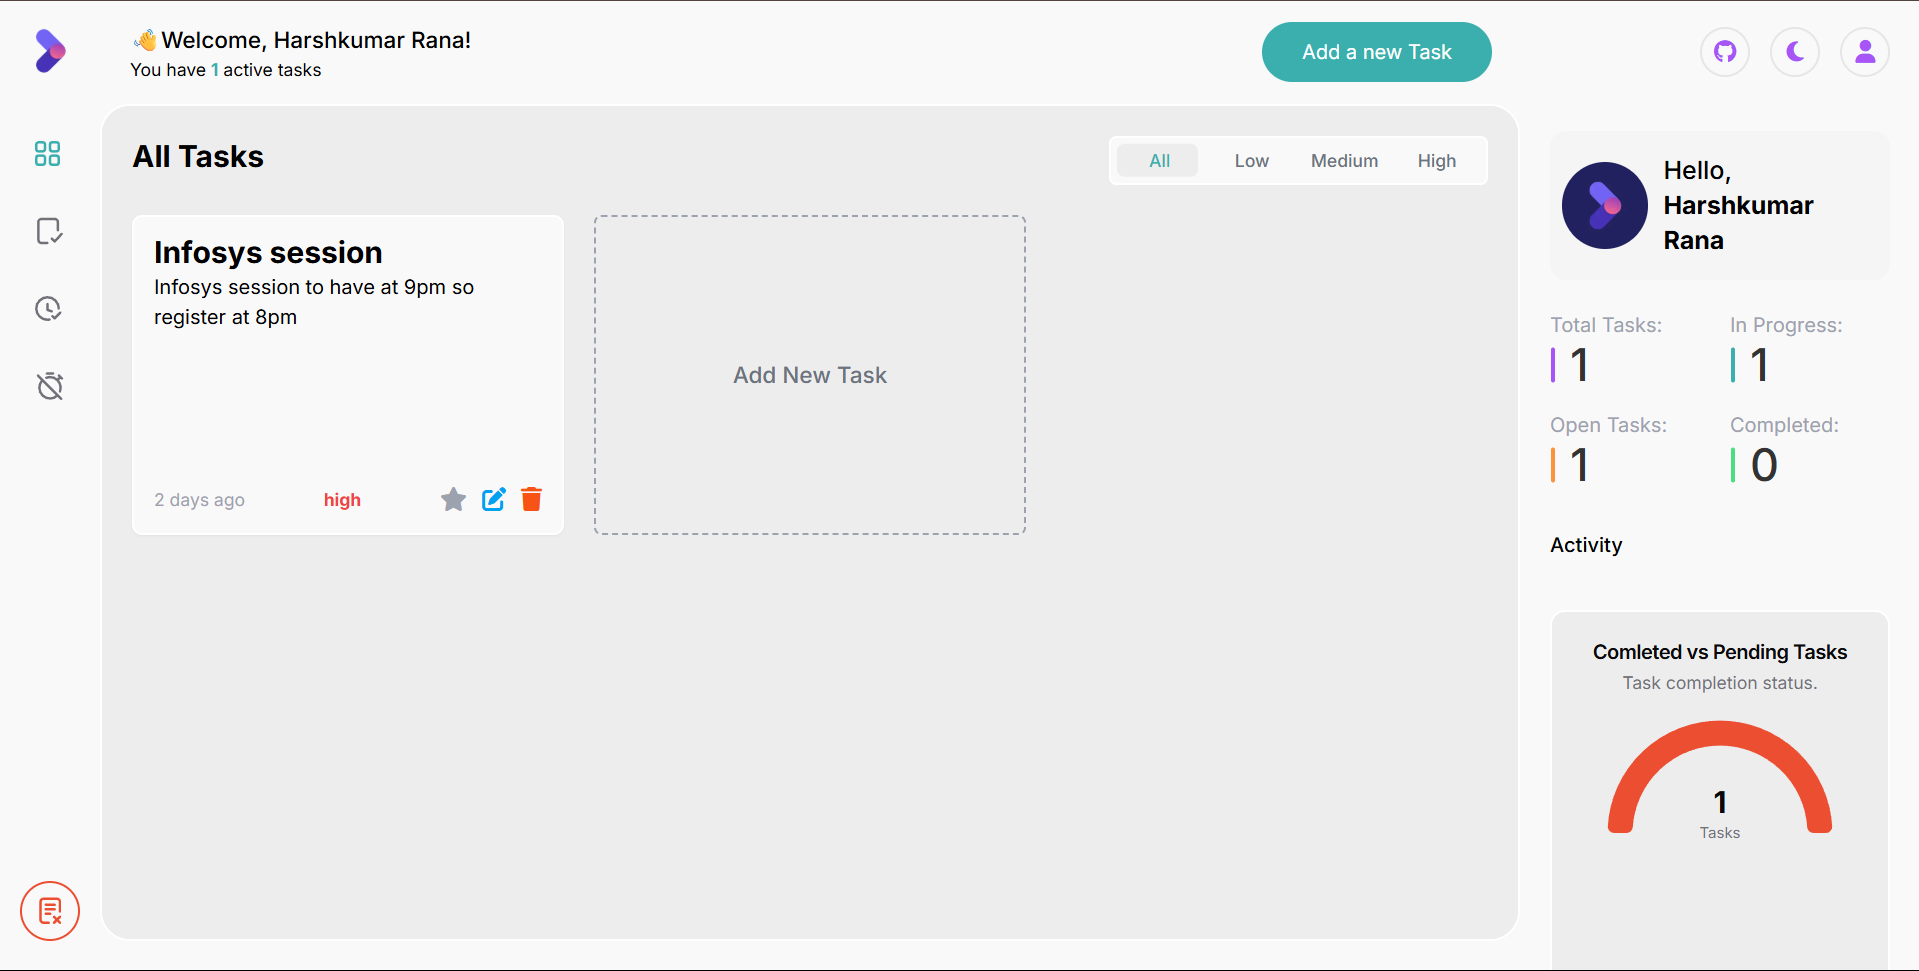 👋Welcome, Harshkumar Rana!
You have 1 active tasks
Add a new Task
All Tasks
All
Low
Medium
High
Infosys session
Infosys session to have at 9pm so
register at 8pm
2 days ago
high
Add New Task
Hello,
Harshkumar
Rana
Total Tasks:
1
In Progress:
1
Open Tasks:
1
Completed:
0
Activity
Comleted vs Pending Tasks
Task completion status.
1
Tasks